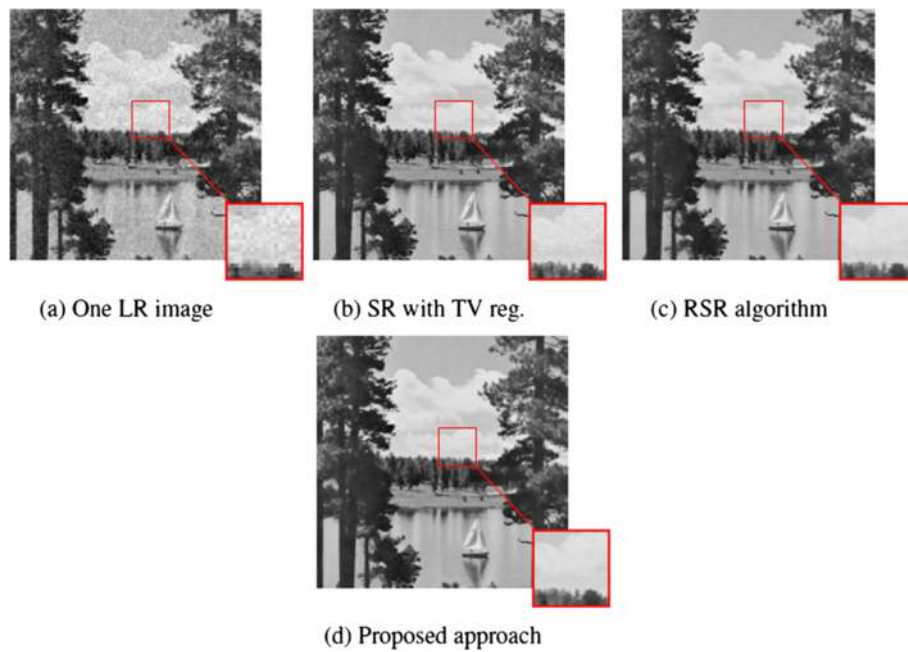 (a) One LR image
(b) SR with TV reg.
(c) RSR algorithm
(d) Proposed approach